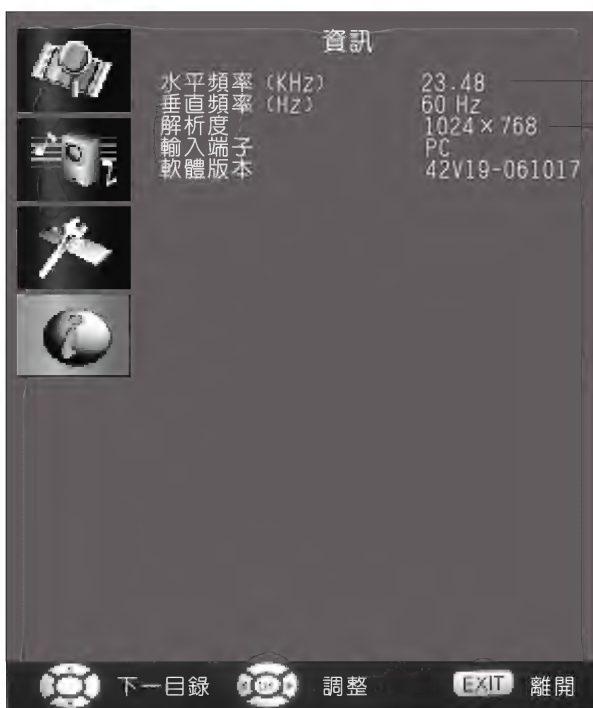 資訊
水平頻率 (KHz) 23.48
垂直頻率 (Hz) 60 Hz
解析度 1024×768
輸入端子 PC
軟體版本 42V19-061017
下一目錄 調整 EXIT 離開